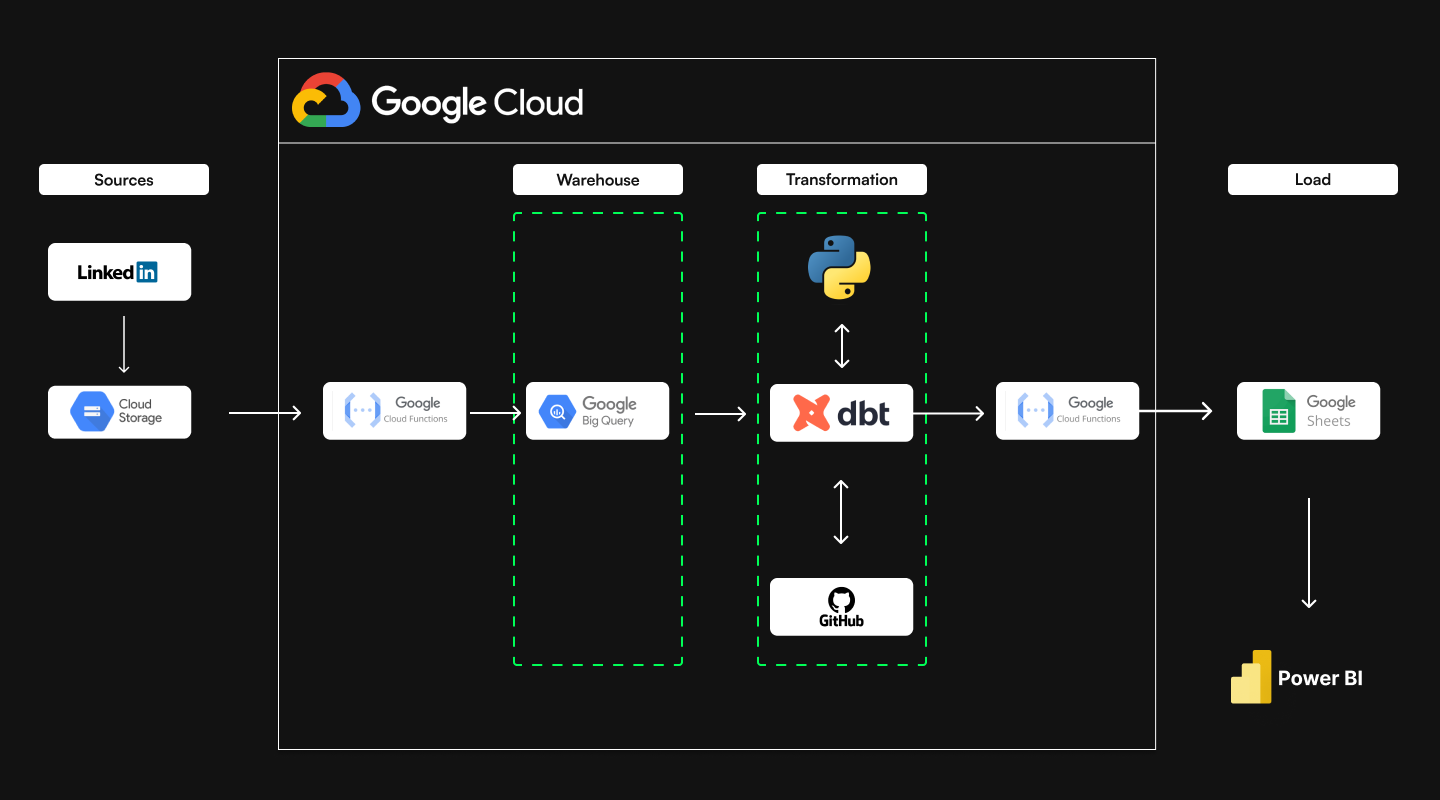 Google Cloud
Sources
Warehouse
Transformation
Load
Linkedin
Cloud
Storage
Google
Cloud Functions
Google
Big Query
dbt
Google
Cloud Functions
Google
Sheets
GitHub
Power BI